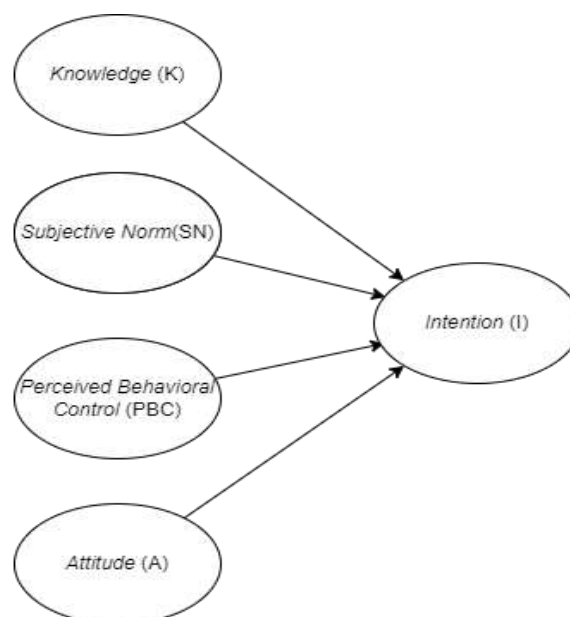 Knowledge (K)
Subjective Norm(SN)
Intention (I)
Perceived Behavioral
Control (PBC)
Attitude (A)